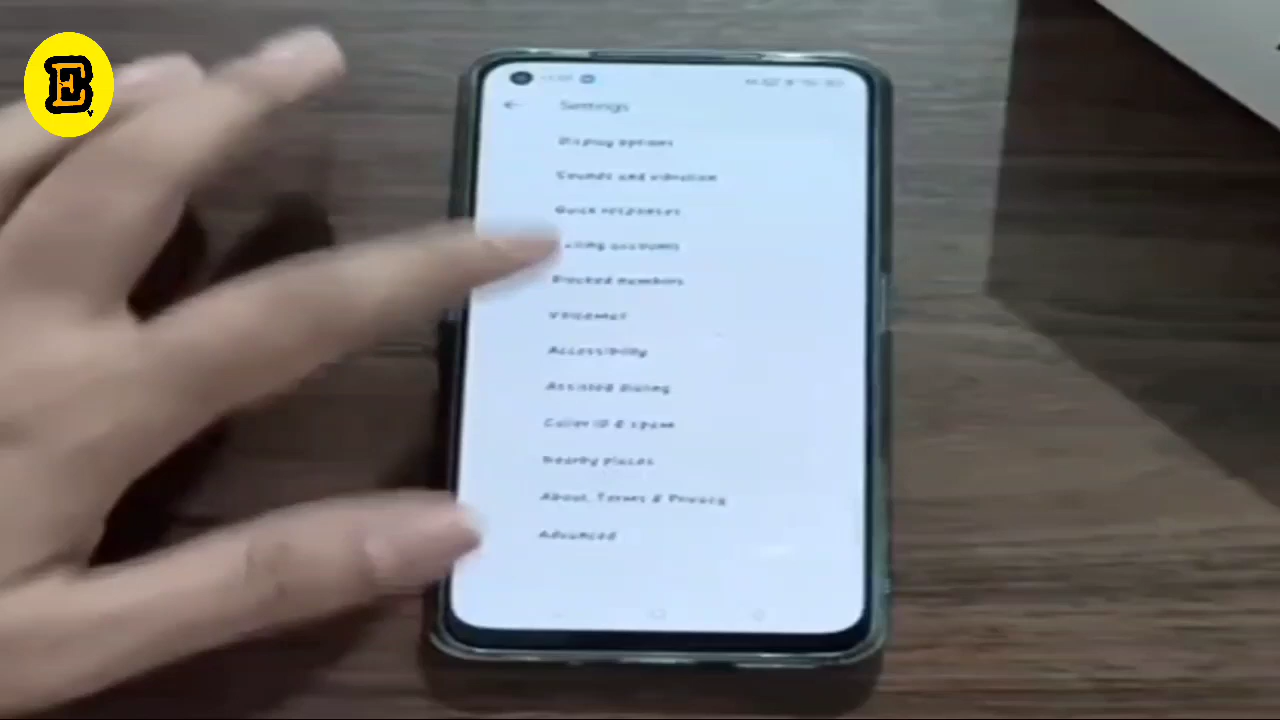 E
Settings
Display options
Sounds and vibration
Quick responses
accounts
Blocked numbers
Voicemail
Accessibility
Assisted dialing
Caller ID & spam
Nearby places
About, Terms & Privacy
Advanced